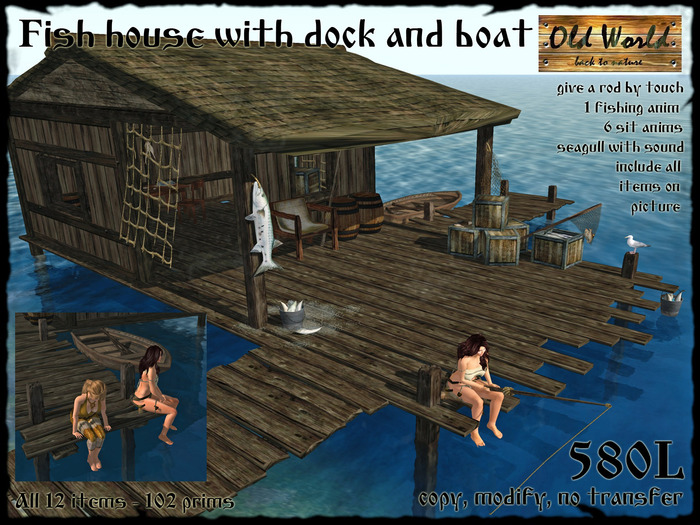 Fish house with dock and boat
Old World
back to nature
give a rod by touch
1 fishing anim
6 sit anims
seagull with sound
include all
items on
picture
580L
All 12 items - 102 prims
copy, modify, no transfer